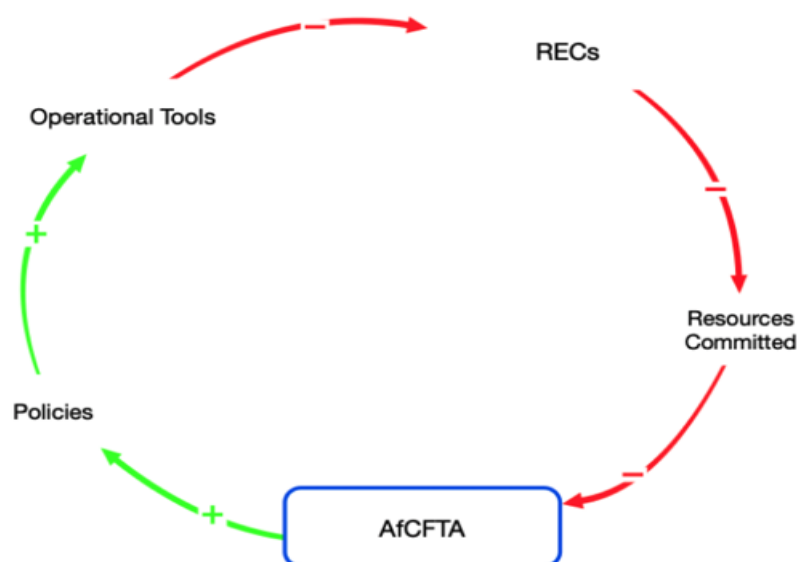 RECs
Operational Tools
Resources
Committed
Policies
AfCFTA
−
−
−
+
+